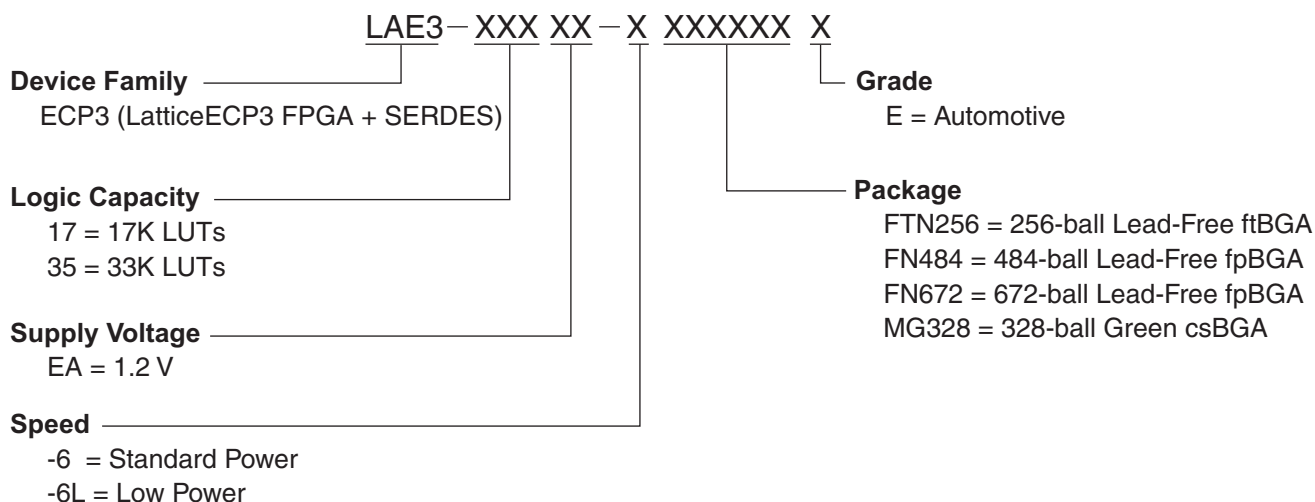 LAE3 – XXX XX – X XXXXXX X
Device Family
ECP3 (LatticeECP3 FPGA + SERDES)
Logic Capacity
17 = 17K LUTs
35 = 33K LUTs
Supply Voltage
EA = 1.2 V
Speed
-6 = Standard Power
-6L = Low Power
Grade
E = Automotive
Package
FTN256 = 256-ball Lead-Free ftBGA
FN484 = 484-ball Lead-Free fpBGA
FN672 = 672-ball Lead-Free fpBGA
MG328 = 328-ball Green csBGA